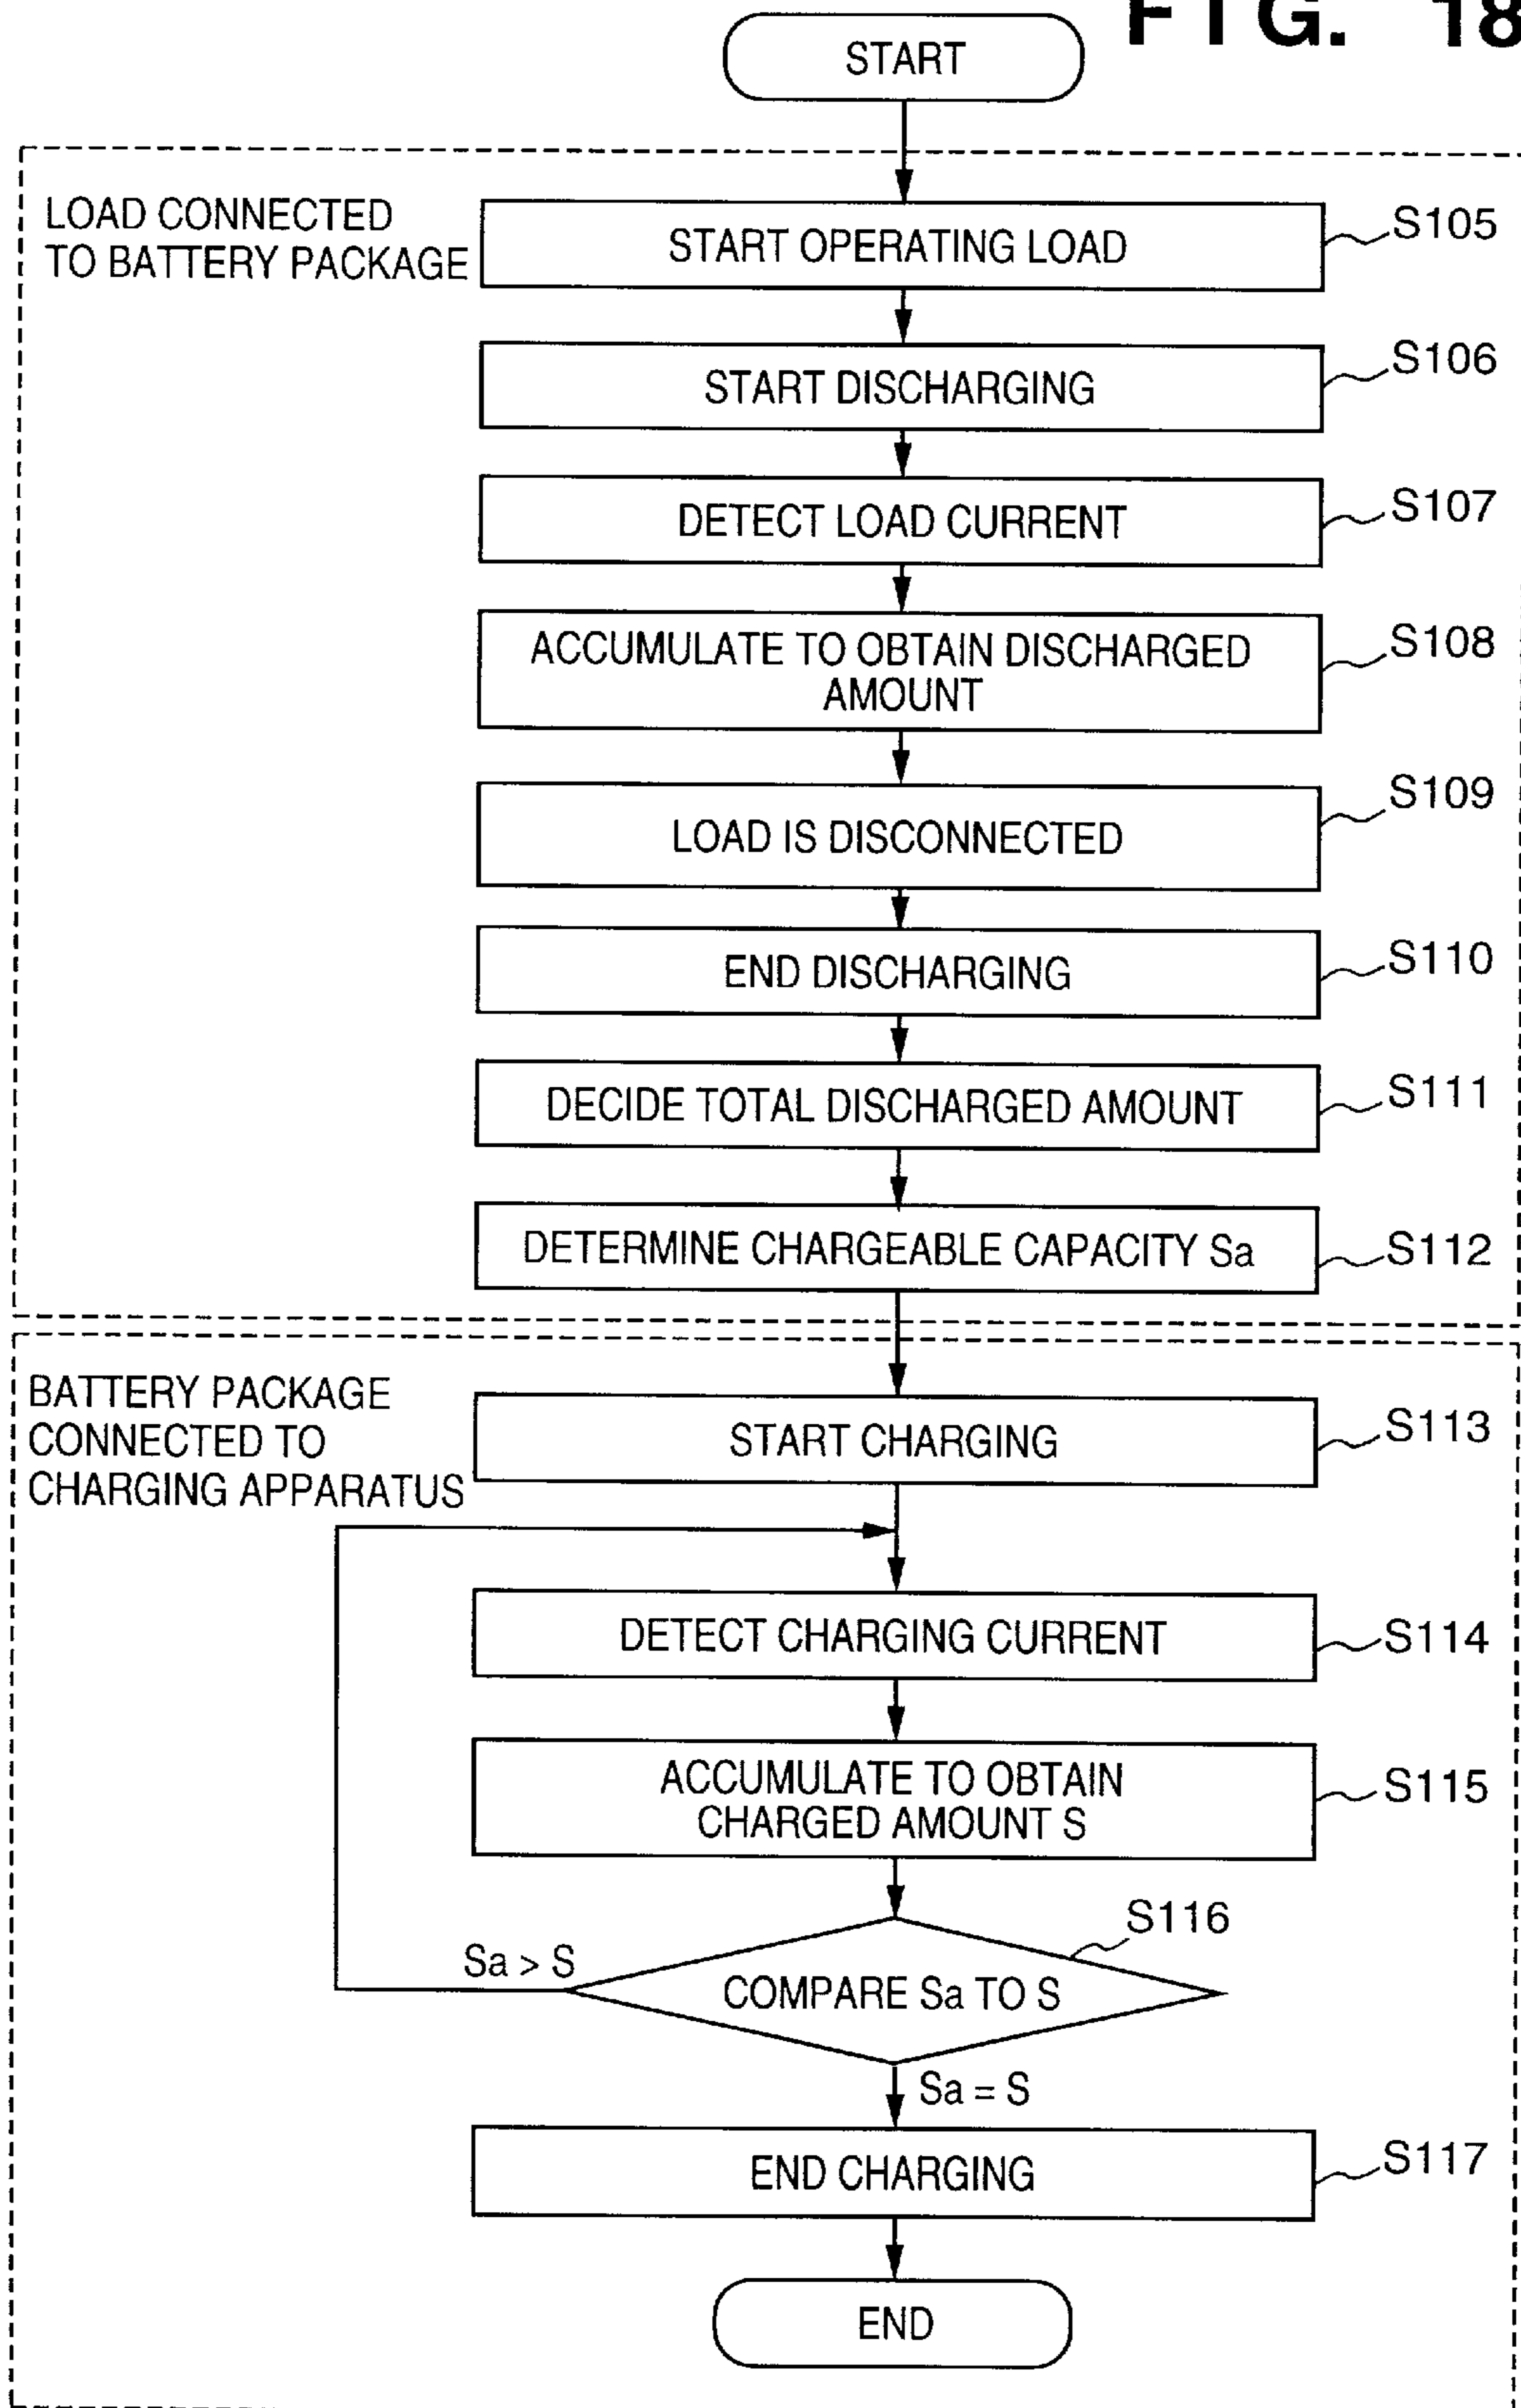 FIG. 18
START
LOAD CONNECTED
TO BATTERY PACKAGE
START OPERATING LOAD
S105
START DISCHARGING
S106
DETECT LOAD CURRENT
S107
ACCUMULATE TO OBTAIN DISCHARGED
AMOUNT
S108
LOAD IS DISCONNECTED
S109
END DISCHARGING
S110
DECIDE TOTAL DISCHARGED AMOUNT
S111
DETERMINE CHARGEABLE CAPACITY Sa
S112
BATTERY PACKAGE
CONNECTED TO
CHARGING APPARATUS
START CHARGING
S113
DETECT CHARGING CURRENT
S114
ACCUMULATE TO OBTAIN
CHARGED AMOUNT S
S115
S116
Sa > S
COMPARE Sa TO S
Sa = S
END CHARGING
S117
END